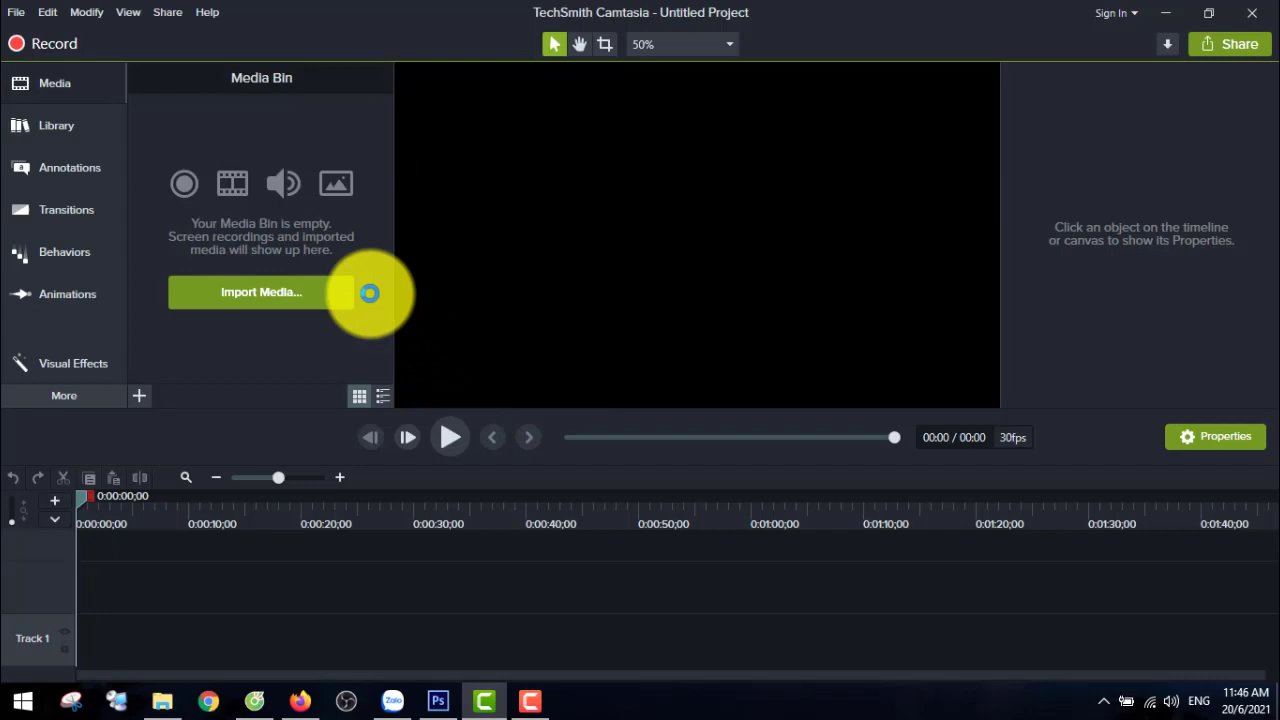 File Edit Modify View Share Help
TechSmith Camtasia - Untitled Project
Sign In
Record
50%
Share
Media
Library
Annotations
Transitions
Behaviors
Animations
Visual Effects
More
Media Bin
Your Media Bin is empty.
Screen recordings and imported
media will show up here.
Import Media...
Click an object on the timeline
or canvas to show its Properties.
00:00 / 00:00 30fps
Properties
0:00:00;00
0:00:00;00 0:00:10;00 0:00:20;00 0:00:30;00 0:00:40;00 0:00:50;00 0:01:00;00 0:01:10;00 0:01:20;00 0:01:30;00 0:01:40;00
Track 1
Zalo
Ps
ENG
11:46 AM
20/6/2021